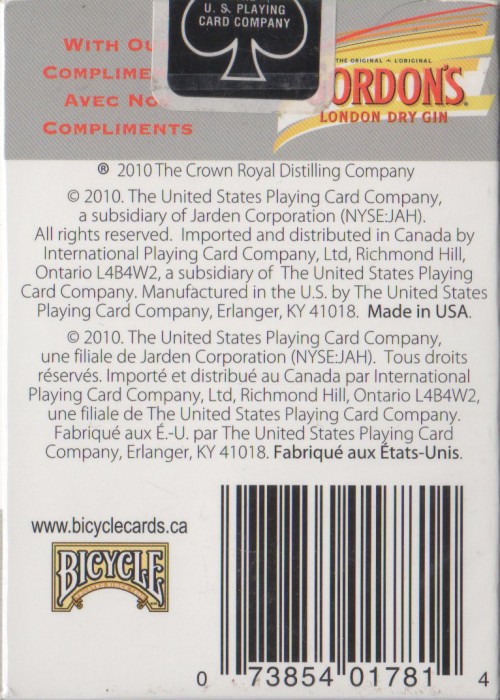 U. S. PLAYING
CARD COMPANY
WITH
COMPLIMEN
AVEC
COMPLIMENTS
THE ORIGINAL • L'ORIGINAL
GORDON'S
LONDON DRY GIN
® 2010 The Crown Royal Distilling Company
© 2010. The United States Playing Card Company,
a subsidiary of Jarden Corporation (NYSE:JAH).
All rights reserved. Imported and distributed in Canada by
International Playing Card Company, Ltd, Richmond Hill,
Ontario L4B4W2, a subsidiary of The United States Playing
Card Company. Manufactured in the U.S. by The United States
Playing Card Company, Erlanger, KY 41018. Made in USA.
© 2010. The United States Playing Card Company,
une filiale de Jarden Corporation (NYSE:JAH). Tous droits
réservés. Importé et distribué au Canada par International
Playing Card Company, Ltd, Richmond Hill, Ontario L4B4W2,
une filiale de The United States Playing Card Company.
Fabriqué aux É.-U. par The United States Playing Card
Company, Erlanger, KY 41018. Fabriqué aux États-Unis.
www.bicyclecards.ca
BICYCLE
0 73854 01781 4